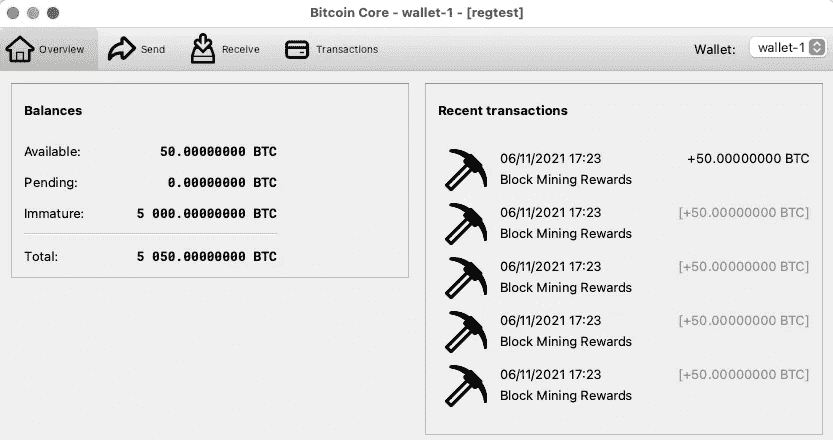 Bitcoin Core - wallet-1 - [regtest]
Overview Send Receive Transactions Wallet: wallet-1
Balances
Available: 50.00000000 BTC
Pending: 0.00000000 BTC
Immature: 5 000.00000000 BTC
Total: 5 050.00000000 BTC
Recent transactions
06/11/2021 17:23 +50.00000000 BTC
Block Mining Rewards
06/11/2021 17:23 [+50.00000000 BTC]
Block Mining Rewards
06/11/2021 17:23 [+50.00000000 BTC]
Block Mining Rewards
06/11/2021 17:23 [+50.00000000 BTC]
Block Mining Rewards
06/11/2021 17:23 [+50.00000000 BTC]
Block Mining Rewards